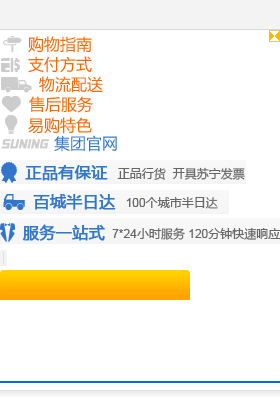 购物指南
支付方式
物流配送
售后服务
易购特色
SUNING 集团官网
正品有保证 正品行货 开具苏宁发票
百城半日达 100个城市半日达
服务一站式 7*24小时服务 120分钟快速响应